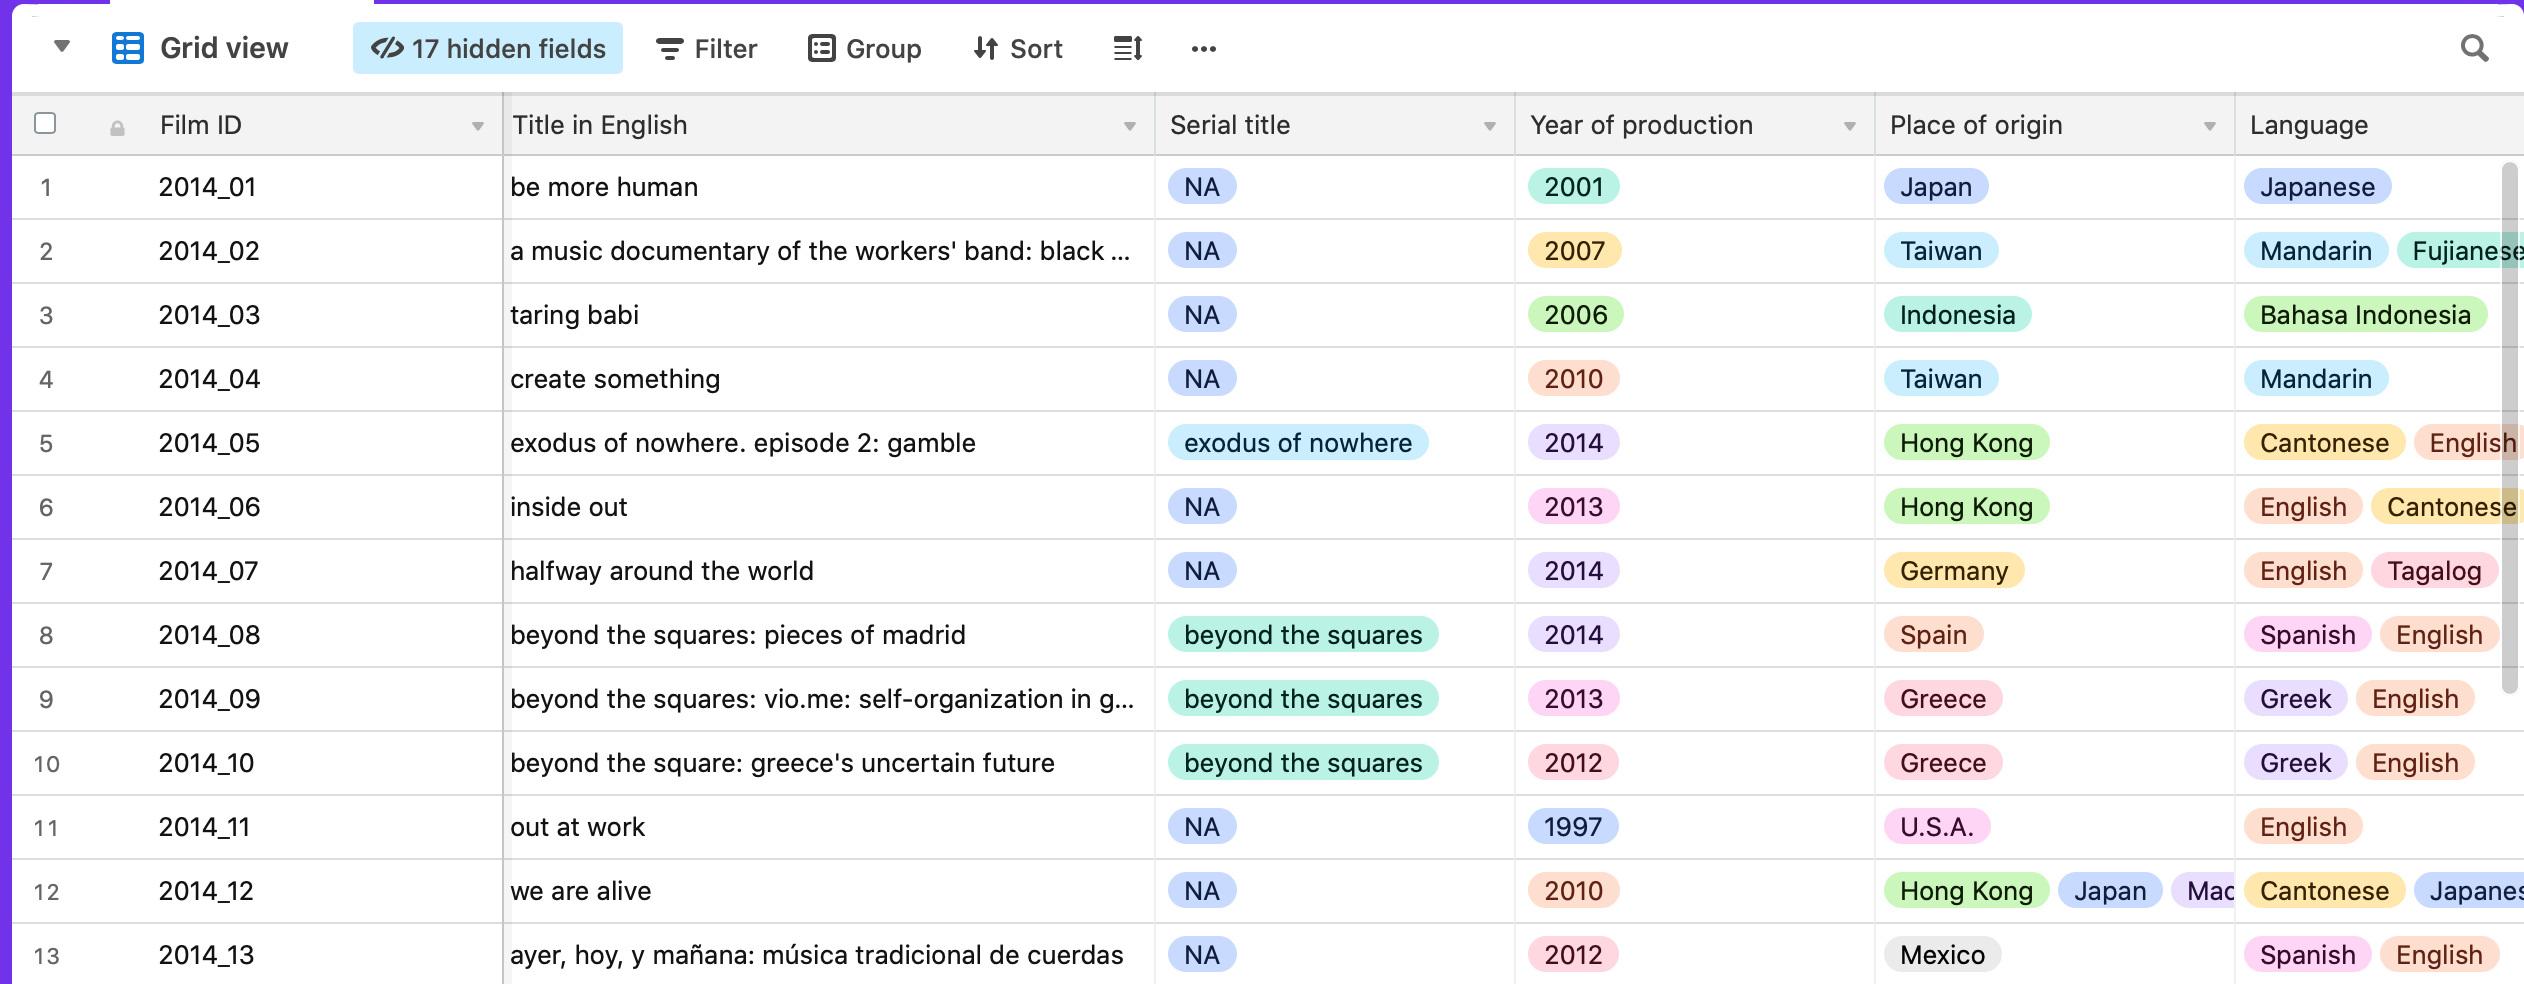 Grid view 17 hidden fields Filter Group Sort
Film ID Title in English Serial title Year of production Place of origin Language
1 2014_01 be more human NA 2001 Japan Japanese
2 2014_02 a music documentary of the workers' band: black ... NA 2007 Taiwan Mandarin Fujianese
3 2014_03 taring babi NA 2006 Indonesia Bahasa Indonesia
4 2014_04 create something NA 2010 Taiwan Mandarin
5 2014_05 exodus of nowhere. episode 2: gamble exodus of nowhere 2014 Hong Kong Cantonese English
6 2014_06 inside out NA 2013 Hong Kong English Cantonese
7 2014_07 halfway around the world NA 2014 Germany English Tagalog
8 2014_08 beyond the squares: pieces of madrid beyond the squares 2014 Spain Spanish English
9 2014_09 beyond the squares: vio.me: self-organization in g... beyond the squares 2013 Greece Greek English
10 2014_10 beyond the square: greece's uncertain future beyond the squares 2012 Greece Greek English
11 2014_11 out at work NA 1997 U.S.A. English
12 2014_12 we are alive NA 2010 Hong Kong Japan Mac Cantonese Japanes
13 2014_13 ayer, hoy, y mañana: música tradicional de cuerdas NA 2012 Mexico Spanish English